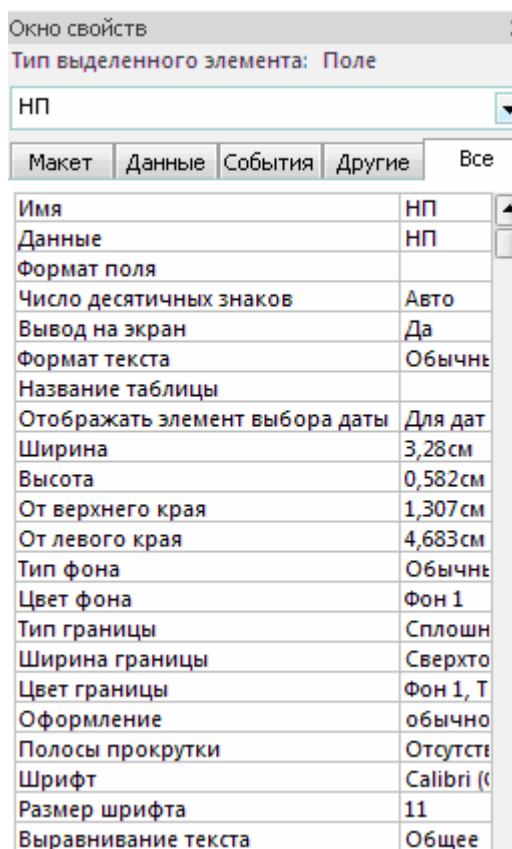 Окно свойств
Тип выделенного элемента: Поле
НП
Макет Данные События Другие Все
Имя НП
Данные НП
Формат поля
Число десятичных знаков Авто
Вывод на экран Да
Формат текста Обычнь
Название таблицы
Отображать элемент выбора даты Для дат
Ширина 3,28см
Высота 0,582см
От верхнего края 1,307см
От левого края 4,683см
Тип фона Обычнь
Цвет фона Фон 1
Тип границы Сплошн
Ширина границы Сверхто
Цвет границы Фон 1, Т
Оформление обычно
Полосы прокрутки Отсутств
Шрифт Calibri (
Размер шрифта 11
Выравнивание текста Общее